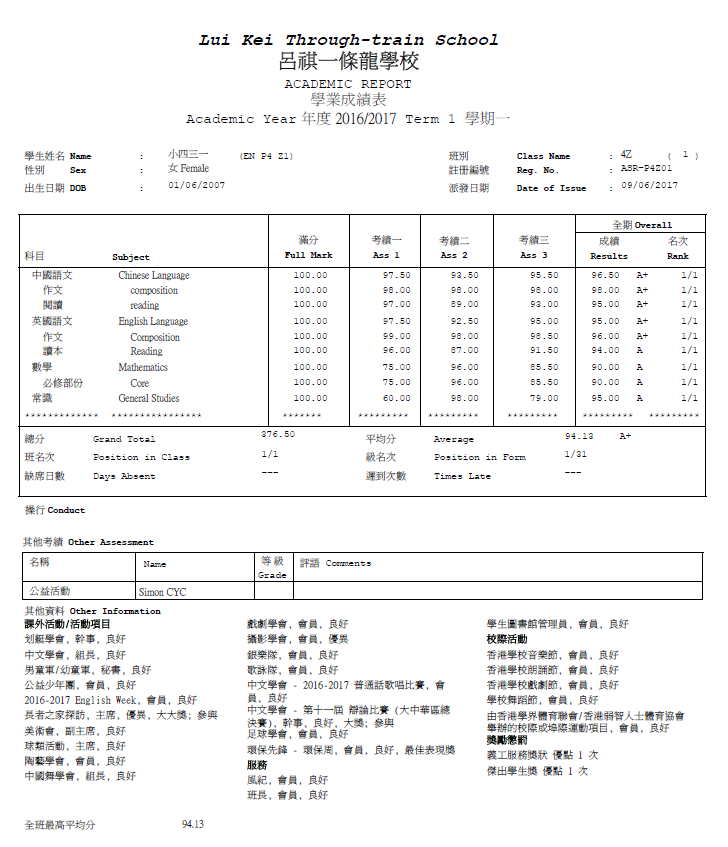 Lui Kei Through-train School
呂祺一條龍學校
ACADEMIC REPORT
學業成績表
Academic Year 年度 2016/2017 Term 1 學期一
學生姓名 Name : 小四三一 (EN P4 Z1) 班別 Class Name : 4Z ( 1 )
性別 Sex : 女 Female 註冊編號 Reg. No. : ASR-P4Z01
出生日期 DOB : 01/06/2007 派發日期 Date of Issue : 09/06/2017
全期 Overall
滿分 考績一 考績二 考績三 成績 名次
科目 Subject Full Mark Ass 1 Ass 2 Ass 3 Results Rank
中國語文 Chinese Language 100.00 97.50 93.50 95.50 96.50 A+ 1/1
作文 composition 100.00 98.00 98.00 98.00 98.00 A+ 1/1
閱讀 reading 100.00 97.00 89.00 93.00 95.00 A+ 1/1
英國語文 English Language 100.00 97.50 92.50 95.00 95.00 A+ 1/1
作文 Composition 100.00 99.00 98.00 98.50 96.00 A+ 1/1
讀本 Reading 100.00 96.00 87.00 91.50 94.00 A 1/1
數學 Mathematics 100.00 75.00 96.00 85.50 90.00 A 1/1
必修部份 Core 100.00 75.00 96.00 85.50 90.00 A 1/1
常識 General Studies 100.00 60.00 98.00 79.00 95.00 A 1/1
************* **************** ******* ********* ********* ********* ********* *********
總分 Grand Total 376.50 平均分 Average 94.13 A+
班名次 Position in Class 1/1 級名次 Position in Form 1/31
缺席日數 Days Absent --- 遲到次數 Times Late ---
操行 Conduct
其他考績 Other Assessment
名稱 Name 等級 Grade 評語 Comments
公益活動 Simon CYC
其他資料 Other Information
課外活動/活動項目
划艇學會, 幹事, 良好
中文學會, 組長, 良好
男童軍/幼童軍, 秘書, 良好
公益少年團, 會員, 良好
2016-2017 English Week, 會員, 良好
長者之家探訪, 主席, 優異, 大大獎; 參與
美術會, 副主席, 良好
球類活動, 主席, 良好
陶藝學會, 會員, 良好
中國舞學會, 組長, 良好
戲劇學會, 會員, 良好
攝影學會, 會員, 優異
銀樂隊, 會員, 良好
歌詠隊, 會員, 良好
中文學會 - 2016-2017 普通話歌唱比賽, 會
員, 良好
中文學會 - 第十一屆 辯論比賽 (大中華區總
決賽), 幹事, 良好, 大獎; 參與
足球學會, 會員, 良好
環保先鋒 - 環保周, 會員, 良好, 最佳表現獎
服務
風紀, 會員, 良好
班長, 會員, 良好
學生圖書館管理員, 會員, 良好
校際活動
香港學校音樂節, 會員, 良好
香港學校朗誦節, 會員, 良好
香港學校戲劇節, 會員, 良好
學校舞蹈節, 會員, 良好
由香港學界體育聯會/香港弱智人士體育協會
舉辦的校際或埠際運動項目, 會員, 良好
獎勵懲罰
義工服務獎狀 優點 1 次
傑出學生獎 優點 1 次
全班最高平均分 94.13